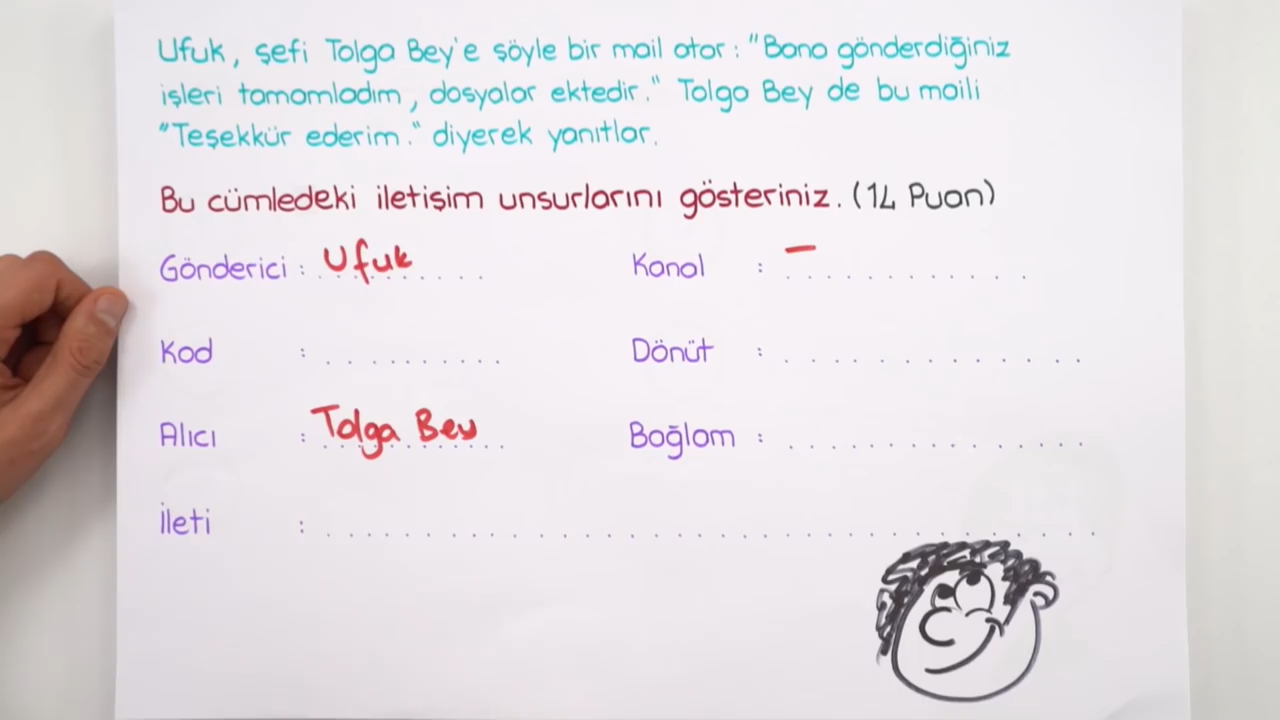 Ufuk, şefi Tolga Bey'e şöyle bir mail atar: "Bana gönderdiğiniz
işleri tamamladım, dosyalar ektedir." Tolga Bey de bu maili
"Teşekkür ederim." diyerek yanıtlar.
Bu cümledeki iletişim unsurlarını gösteriniz. (14 Puan)
Gönderici : Ufuk
Kanal : –
Kod :
Dönüt :
Alıcı : Tolga Bey
Bağlam :
İleti :